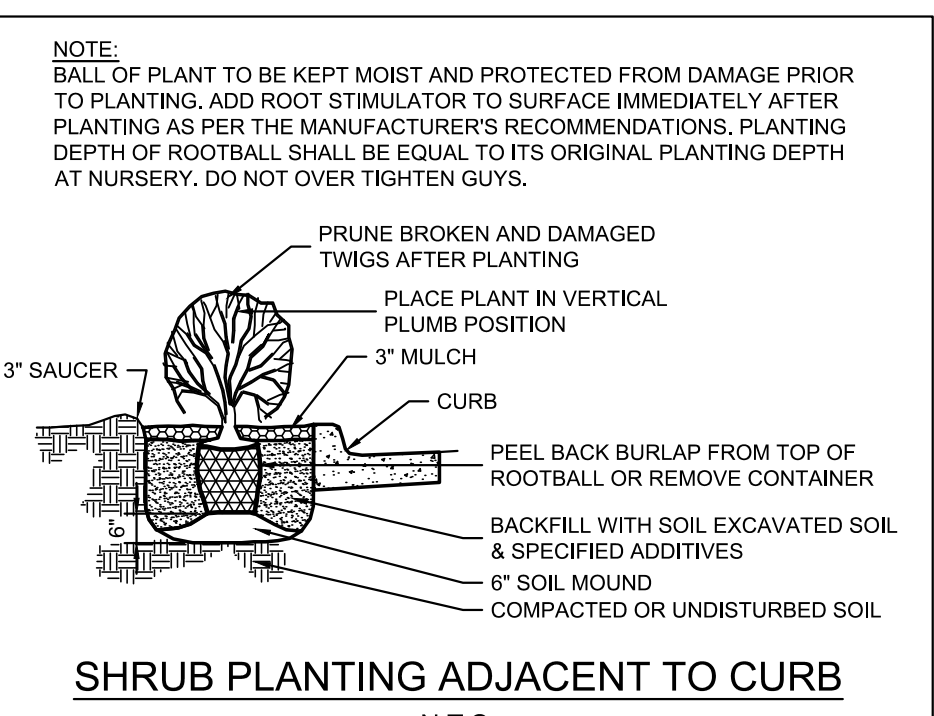 NOTE:
BALL OF PLANT TO BE KEPT MOIST AND PROTECTED FROM DAMAGE PRIOR
TO PLANTING. ADD ROOT STIMULATOR TO SURFACE IMMEDIATELY AFTER
PLANTING AS PER THE MANUFACTURER'S RECOMMENDATIONS. PLANTING
DEPTH OF ROOTBALL SHALL BE EQUAL TO ITS ORIGINAL PLANTING DEPTH
AT NURSERY. DO NOT OVER TIGHTEN GUYS.
PRUNE BROKEN AND DAMAGED
TWIGS AFTER PLANTING
PLACE PLANT IN VERTICAL
PLUMB POSITION
3" MULCH
3" SAUCER
CURB
PEEL BACK BURLAP FROM TOP OF
ROOTBALL OR REMOVE CONTAINER
BACKFILL WITH SOIL EXCAVATED SOIL
& SPECIFIED ADDITIVES
6"
6" SOIL MOUND
COMPACTED OR UNDISTURBED SOIL
SHRUB PLANTING ADJACENT TO CURB